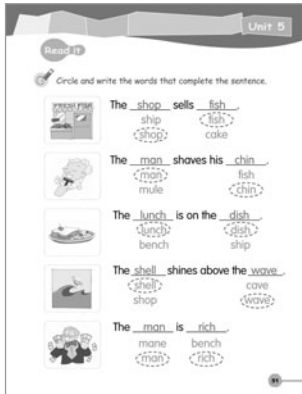 Unit 5
Read it
Circle and write the words that complete the sentence.
FRESH FISH
The shop sells fish.
ship fish
shop cake
The man shaves his chin.
man fish
mule chin
The lunch is on the dish.
lunch dish
bench ship
The shell shines above the wave.
shell cave
shop wave
The man is rich.
mane bench
man rich
51